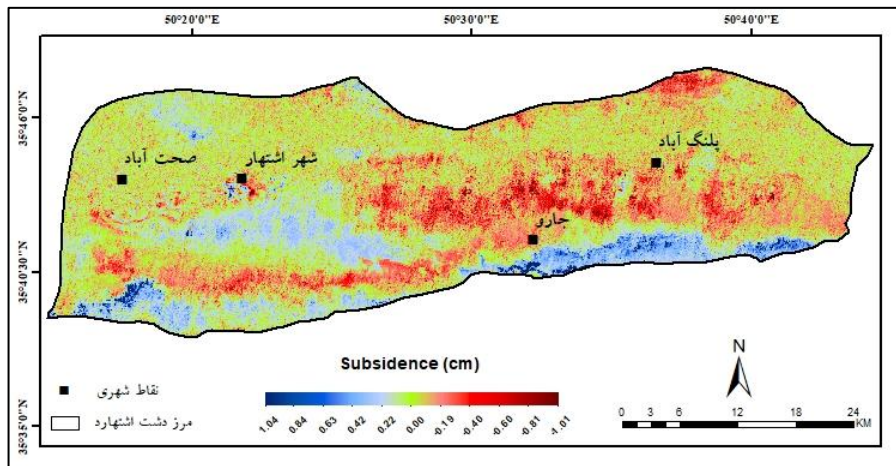 50°20'0"E 50°30'0"E 50°40'0"E
35°46'0"N
پلنگ آباد
شهر اشتهار
صحت آباد
جارو
35°40'30"N
Subsidence (cm)
N
نقاط شهری
مرز دشت اشتهارد
1.04 0.84 0.63 0.42 0.22 0.00 -0.19 -0.40 -0.60 -0.81 -1.01
0 3 6 12 18 24
KM
35°35'0"N